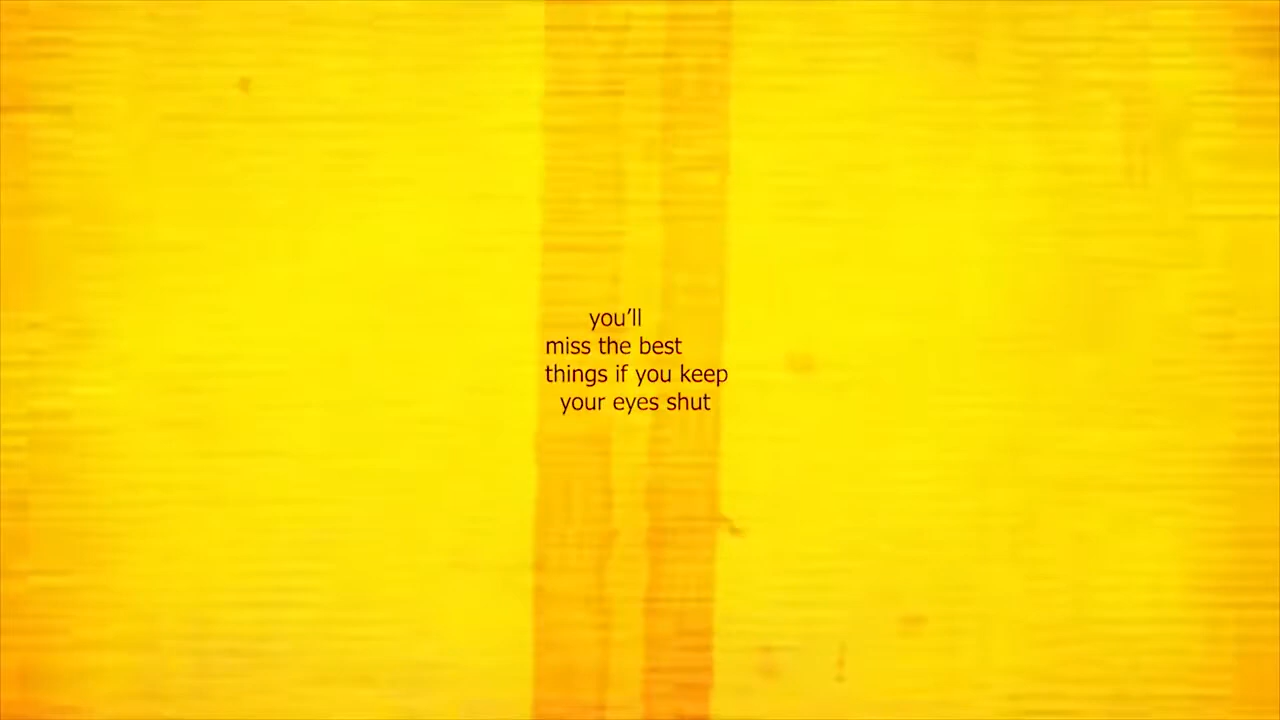 you’ll
miss the best
things if you keep
your eyes shut